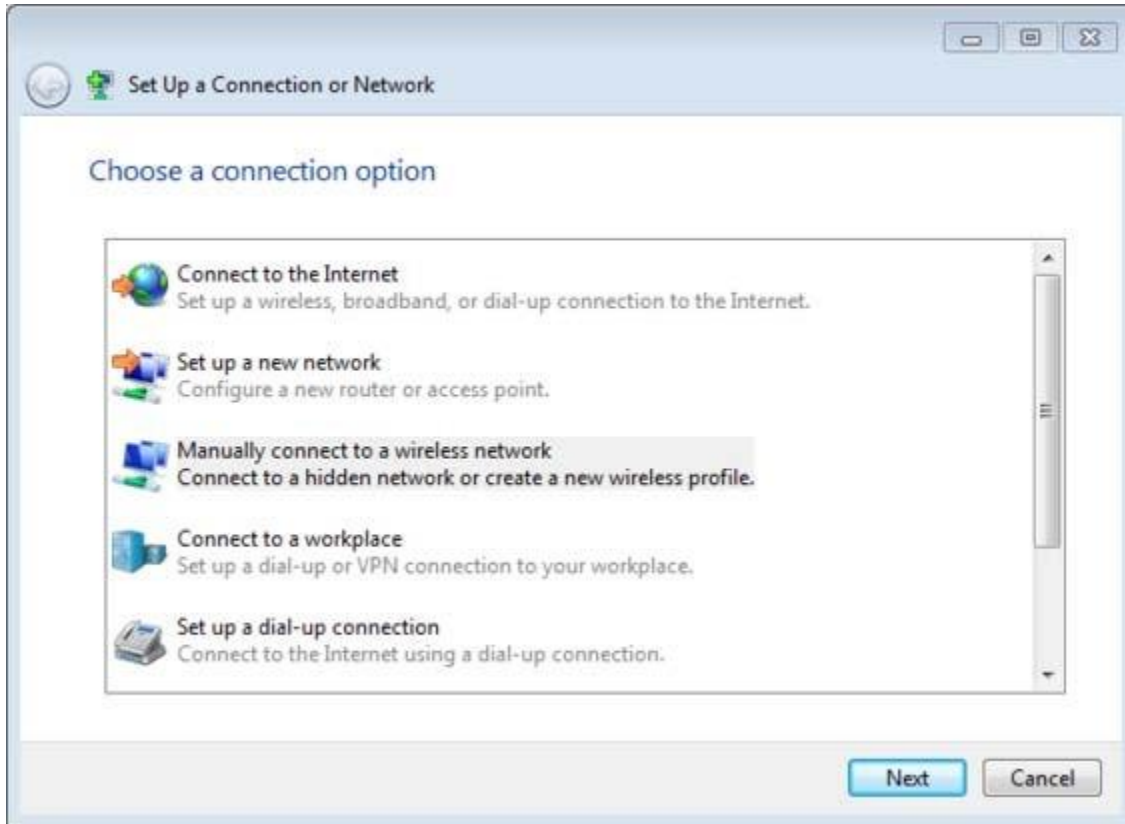 Set Up a Connection or Network
Choose a connection option
Connect to the Internet
Set up a wireless, broadband, or dial-up connection to the Internet.
Set up a new network
Configure a new router or access point.
Manually connect to a wireless network
Connect to a hidden network or create a new wireless profile.
Connect to a workplace
Set up a dial-up or VPN connection to your workplace.
Set up a dial-up connection
Connect to the Internet using a dial-up connection.
Next
Cancel